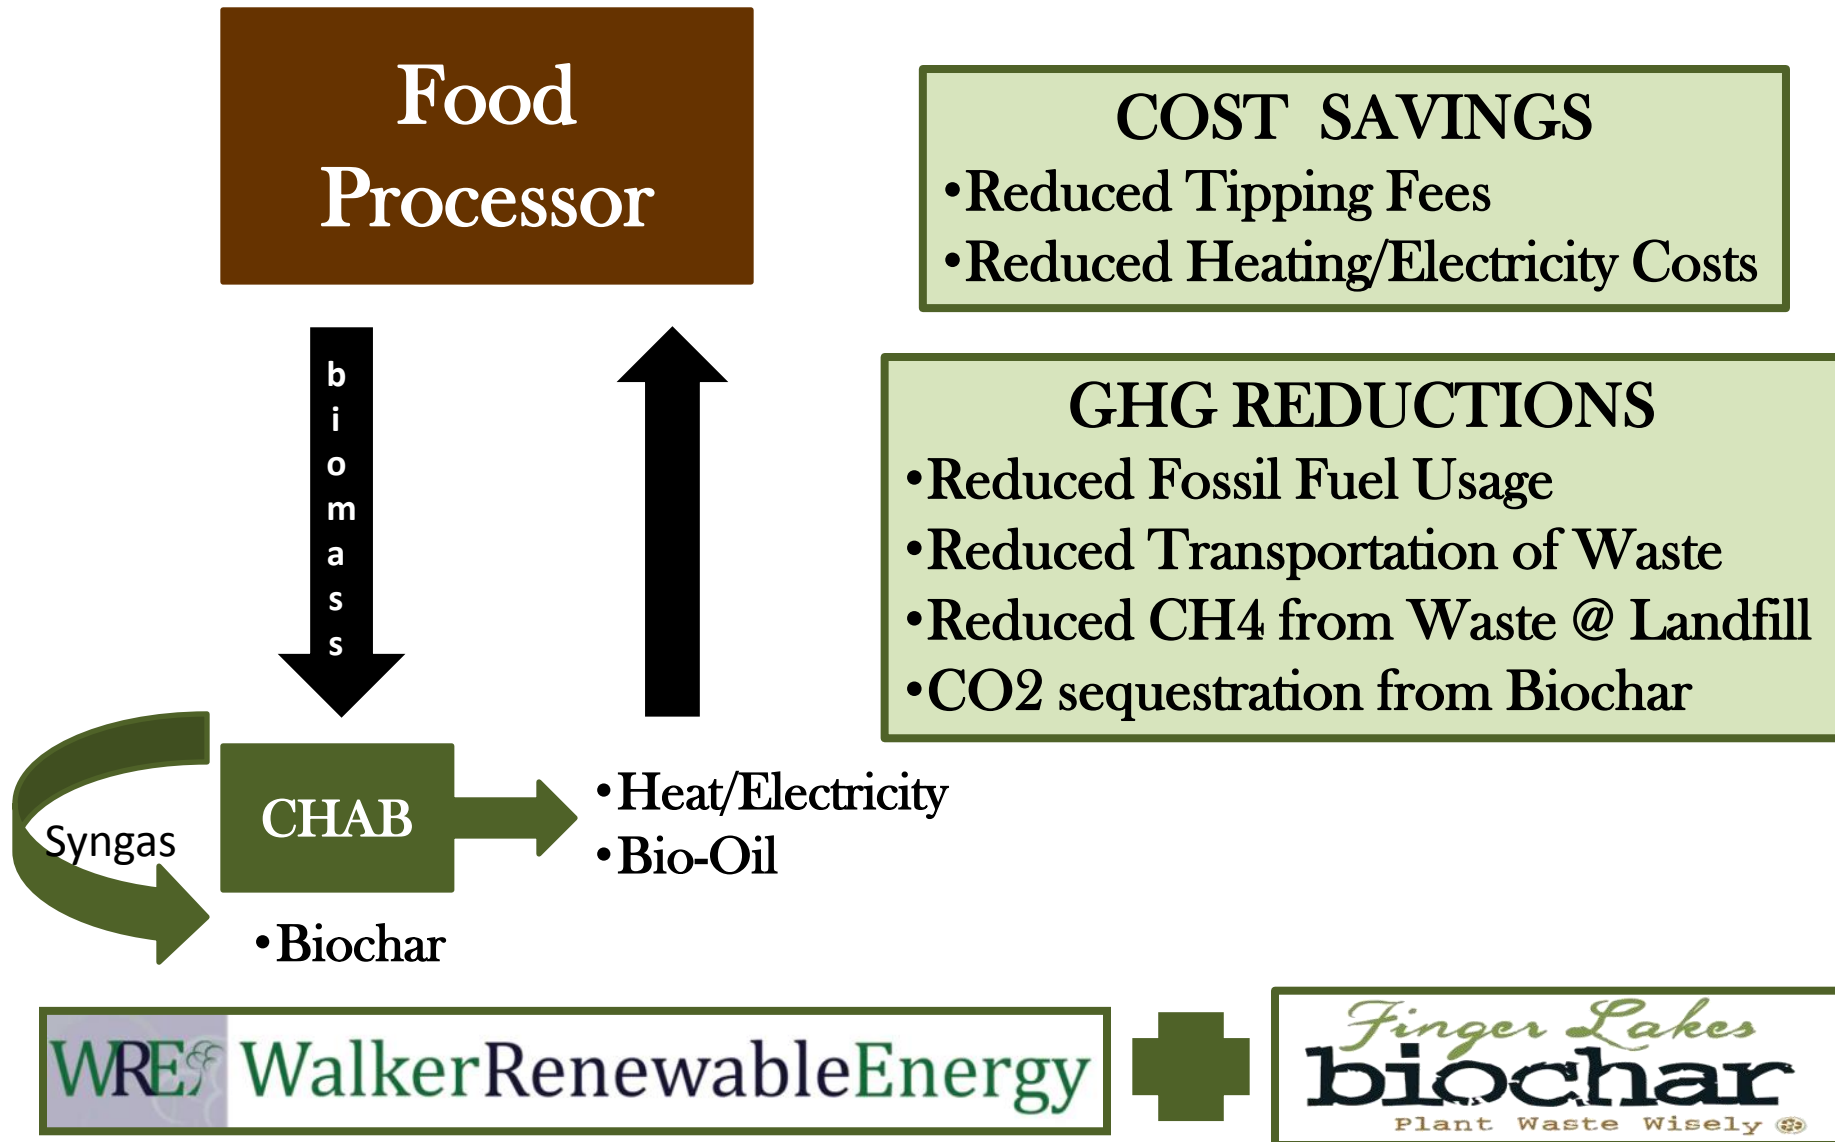 Food
Processor
COST SAVINGS
•Reduced Tipping Fees
•Reduced Heating/Electricity Costs
biomass
GHG REDUCTIONS
•Reduced Fossil Fuel Usage
•Reduced Transportation of Waste
•Reduced CH4 from Waste @ Landfill
•CO2 sequestration from Biochar
Syngas
CHAB
•Heat/Electricity
•Bio-Oil
•Biochar
WRE WalkerRenewableEnergy
Finger Lakes
biochar
Plant Waste Wisely